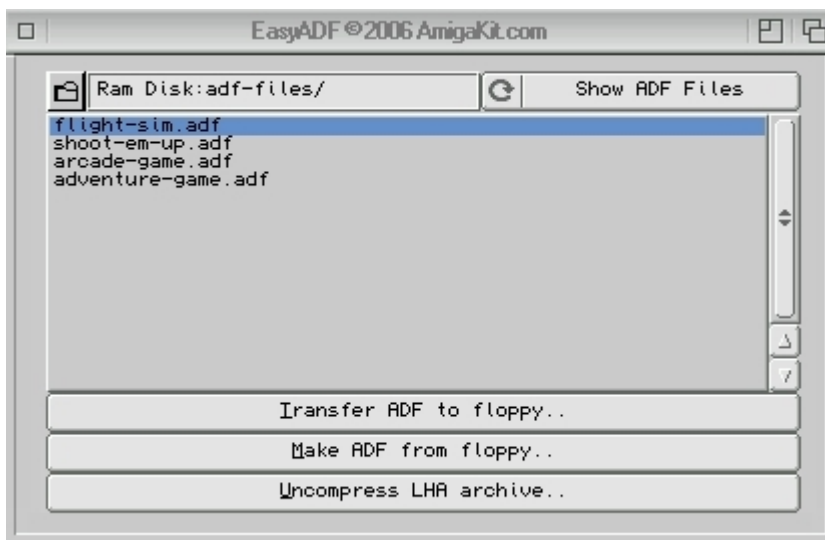 EasyADF ©2006 AmigaKit.com
Ram Disk:adf-files/ Show ADF Files
flight-sim.adf
shoot-em-up.adf
arcade-game.adf
adventure-game.adf
Transfer ADF to floppy..
Make ADF from floppy..
Uncompress LHA archive..